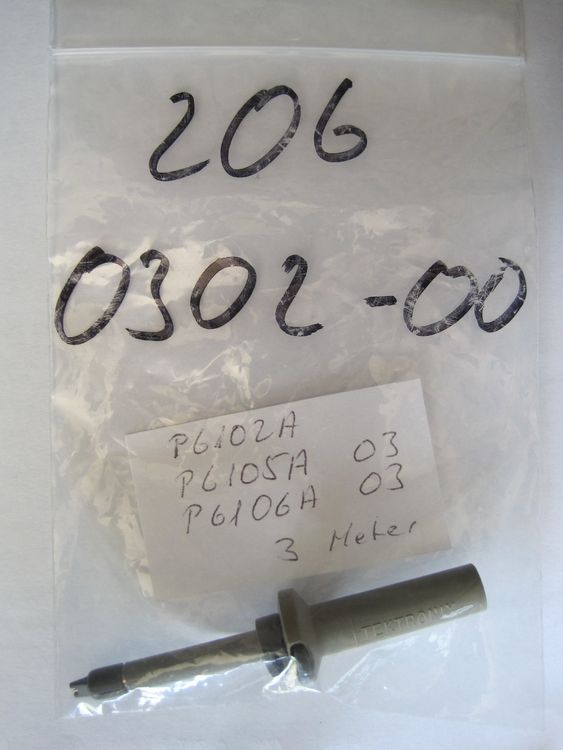 206
0302-00
P6102A
P6105A 03
P6106A 03
3 Meter
TEKTRONIX